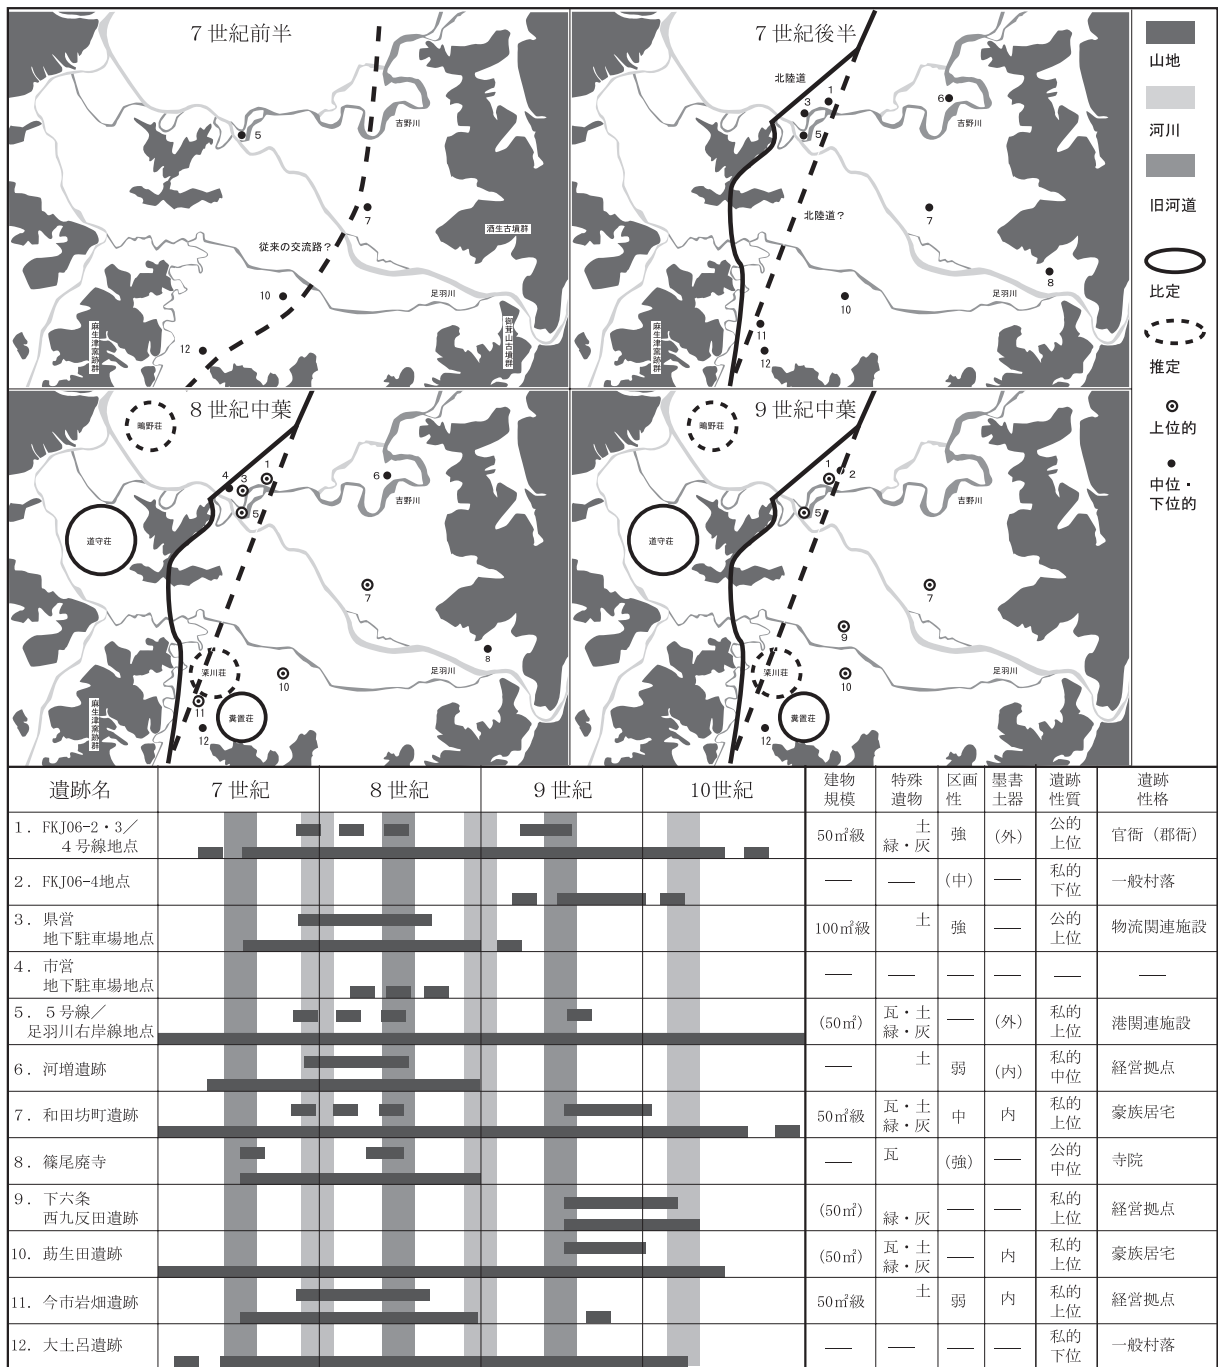 7世紀前半
吉野川
5
7
酒生古墳群
従来の交流路？
10
足羽川
12
麻生津窯跡群
御茸山古墳群
7世紀後半
北陸道
1
3
6
吉野川
5
7
北陸道？
8
足羽川
10
11
12
麻生津窯跡群
8世紀中葉
鴫野荘
1
4
3
6
吉野川
5
道守荘
7
8
足羽川
10
11
糞置荘
12
麻生津窯跡群
9世紀中葉
鴫野荘
1
2
吉野川
5
道守荘
7
9
足羽川
10
糞置荘
12
山地
河川
旧河道
比定
推定
上位的
中位・
下位的
遺跡名 7世紀 8世紀 9世紀 10世紀 建物規模 特殊遺物 区画性 墨書土器 遺跡性質 遺跡性格
1．FKJ06-2・3／
4号線地点 50㎡級 土 緑・灰 強 (外) 公的上位 官衙（郡衙）
2．FKJ06-4地点 — — (中) — 私的下位 一般村落
3．県営
地下駐車場地点 100㎡級 土 強 — 公的上位 物流関連施設
4．市営
地下駐車場地点 — — — — — —
5．5号線／
足羽川右岸線地点 (50㎡) 瓦・土 緑・灰 — (外) 私的上位 港関連施設
6．河増遺跡 — 土 弱 (内) 私的中位 経営拠点
7．和田坊町遺跡 50㎡級 瓦・土 緑・灰 中 内 私的上位 豪族居宅
8．篠尾廃寺 — 瓦 (強) — 公的中位 寺院
9．下六条
西九反田遺跡 (50㎡) 緑・灰 — — 私的上位 経営拠点
10．莇生田遺跡 (50㎡) 瓦・土 緑・灰 — 内 私的上位 豪族居宅
11．今市岩畑遺跡 50㎡級 土 弱 内 私的上位 経営拠点
12．大土呂遺跡 — — — — 私的下位 一般村落